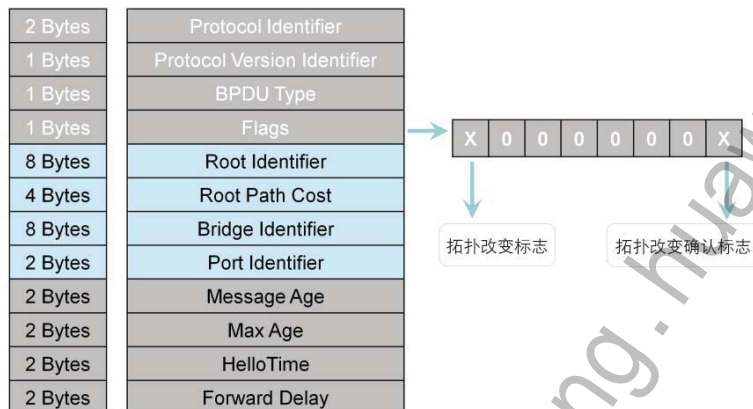 2 Bytes Protocol Identifier
1 Bytes Protocol Version Identifier
1 Bytes BPDU Type
1 Bytes Flags X 0 0 0 0 0 0 X
8 Bytes Root Identifier
4 Bytes Root Path Cost
8 Bytes Bridge Identifier
拓扑改变标志 拓扑改变确认标志
2 Bytes Port Identifier
2 Bytes Message Age
2 Bytes Max Age
2 Bytes HelloTime
2 Bytes Forward Delay
ng.hua